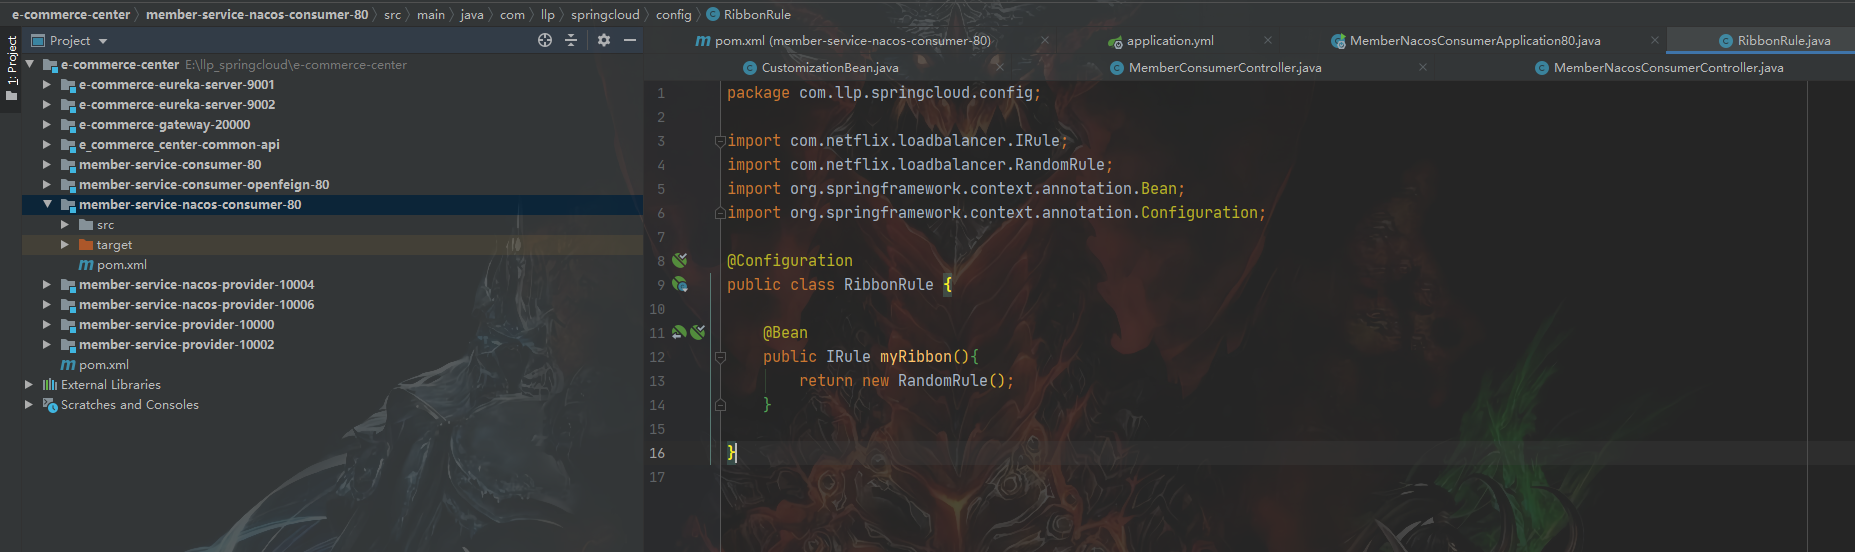 e-commerce-center member-service-nacos-consumer-80 src main java com llp springcloud config RibbonRule
1: Project
Project
e-commerce-center E:\llp_springcloud\e-commerce-center
e-commerce-eureka-server-9001
e-commerce-eureka-server-9002
e-commerce-gateway-20000
e_commerce_center-common-api
member-service-consumer-80
member-service-consumer-openfeign-80
member-service-nacos-consumer-80
src
target
pom.xml
member-service-nacos-provider-10004
member-service-nacos-provider-10006
member-service-provider-10000
member-service-provider-10002
pom.xml
External Libraries
Scratches and Consoles
pom.xml (member-service-nacos-consumer-80) application.yml MemberNacosConsumerApplication80.java RibbonRule.java
CustomizationBean.java MemberConsumerController.java MemberNacosConsumerController.java
1 package com.llp.springcloud.config;
2
3 import com.netflix.loadbalancer.IRule;
4 import com.netflix.loadbalancer.RandomRule;
5 import org.springframework.context.annotation.Bean;
6 import org.springframework.context.annotation.Configuration;
7
8 @Configuration
9 public class RibbonRule {
10
11 @Bean
12 public IRule myRibbon(){
13 return new RandomRule();
14 }
15
16 }
17